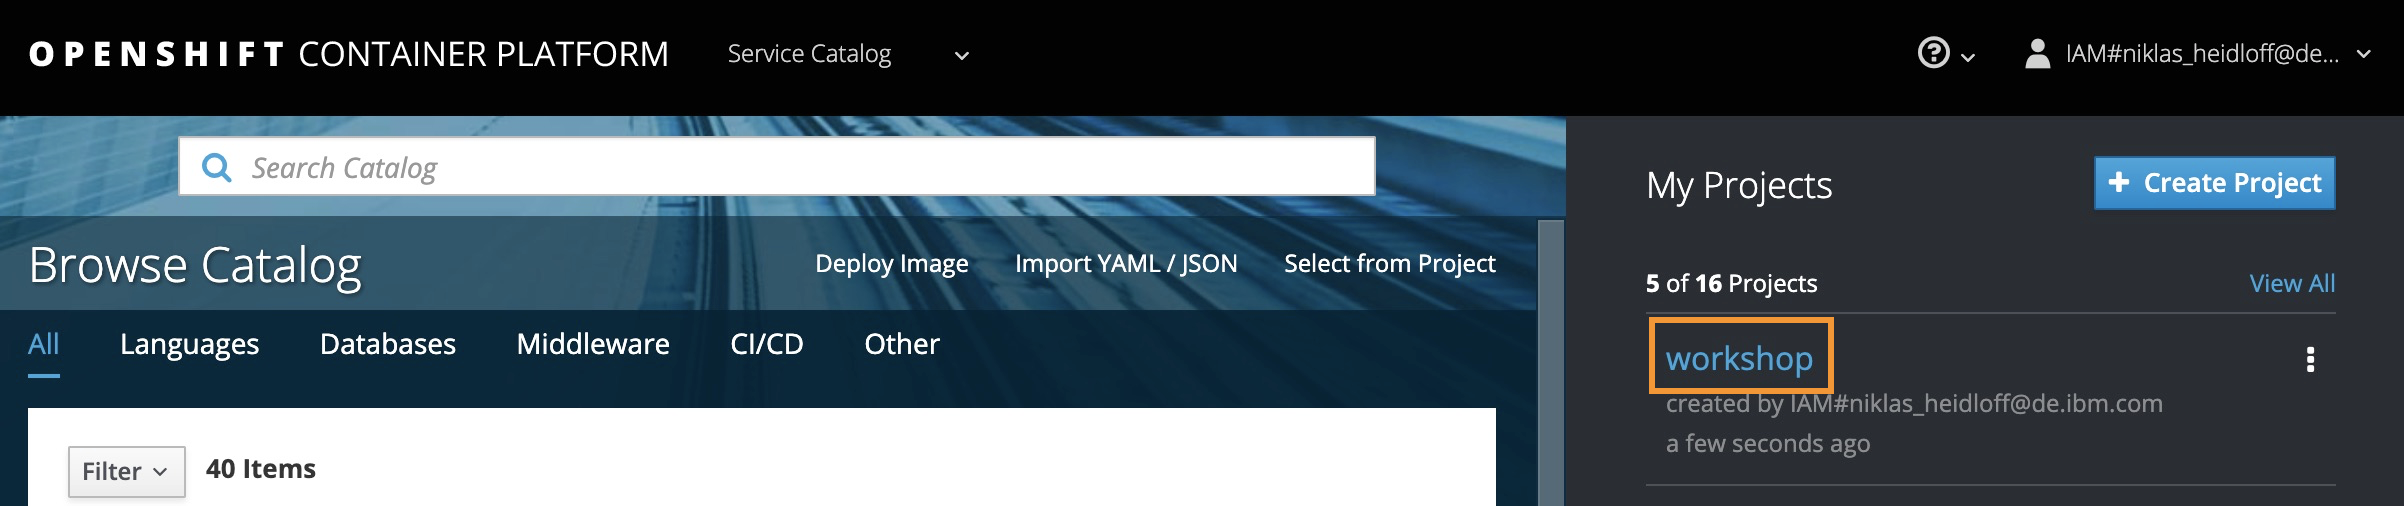 OPENSHIFT CONTAINER PLATFORM
Service Catalog
IAM#niklas_heidloff@de...
Search Catalog
Browse Catalog
Deploy Image
Import YAML / JSON
Select from Project
All
Languages
Databases
Middleware
CI/CD
Other
Filter
40 Items
My Projects
+ Create Project
5 of 16 Projects
View All
workshop
created by IAM#niklas_heidloff@de.ibm.com
a few seconds ago